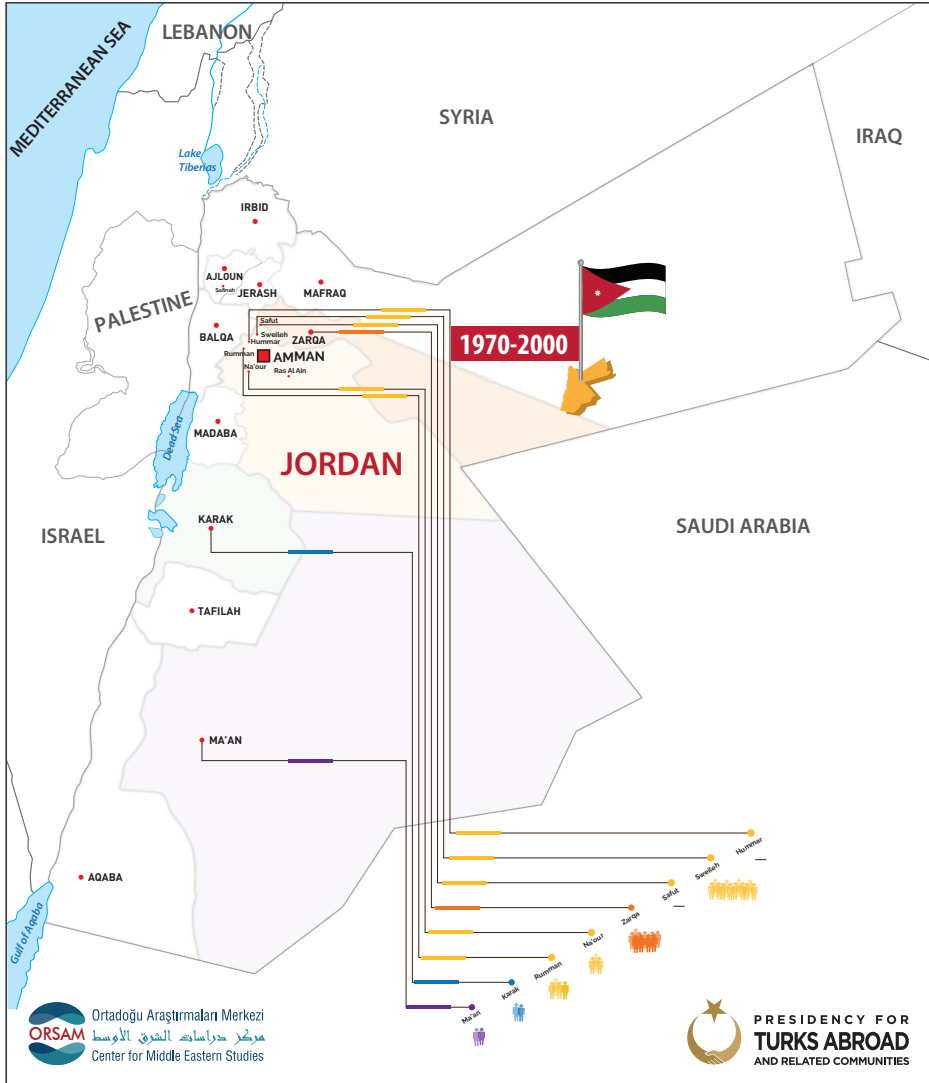 LEBANON
MEDITERRANEAN SEA
SYRIA
IRAQ
Lake
Tiberias
IRBID
AJLOUN
Safinah
JERASH
MAFRAQ
PALESTINE
BALQA
Safut
Sweileh
Hummar
ZARQA
Rumman
AMMAN
Na'our
Ras Al Ain
1970-2000
MADABA
Dead Sea
JORDAN
KARAK
ISRAEL
SAUDI ARABIA
TAFILAH
MA'AN
AQABA
Gulf of Aqaba
Hummar
—
Sweileh
Safut
—
Zarqa
Na'our
Rumman
Karak
Ma'an
ORSAM
Ortadoğu Araştırmaları Merkezi
مركز دراسات الشرق الأوسط
Center for Middle Eastern Studies
PRESIDENCY FOR
TURKS ABROAD
AND RELATED COMMUNITIES